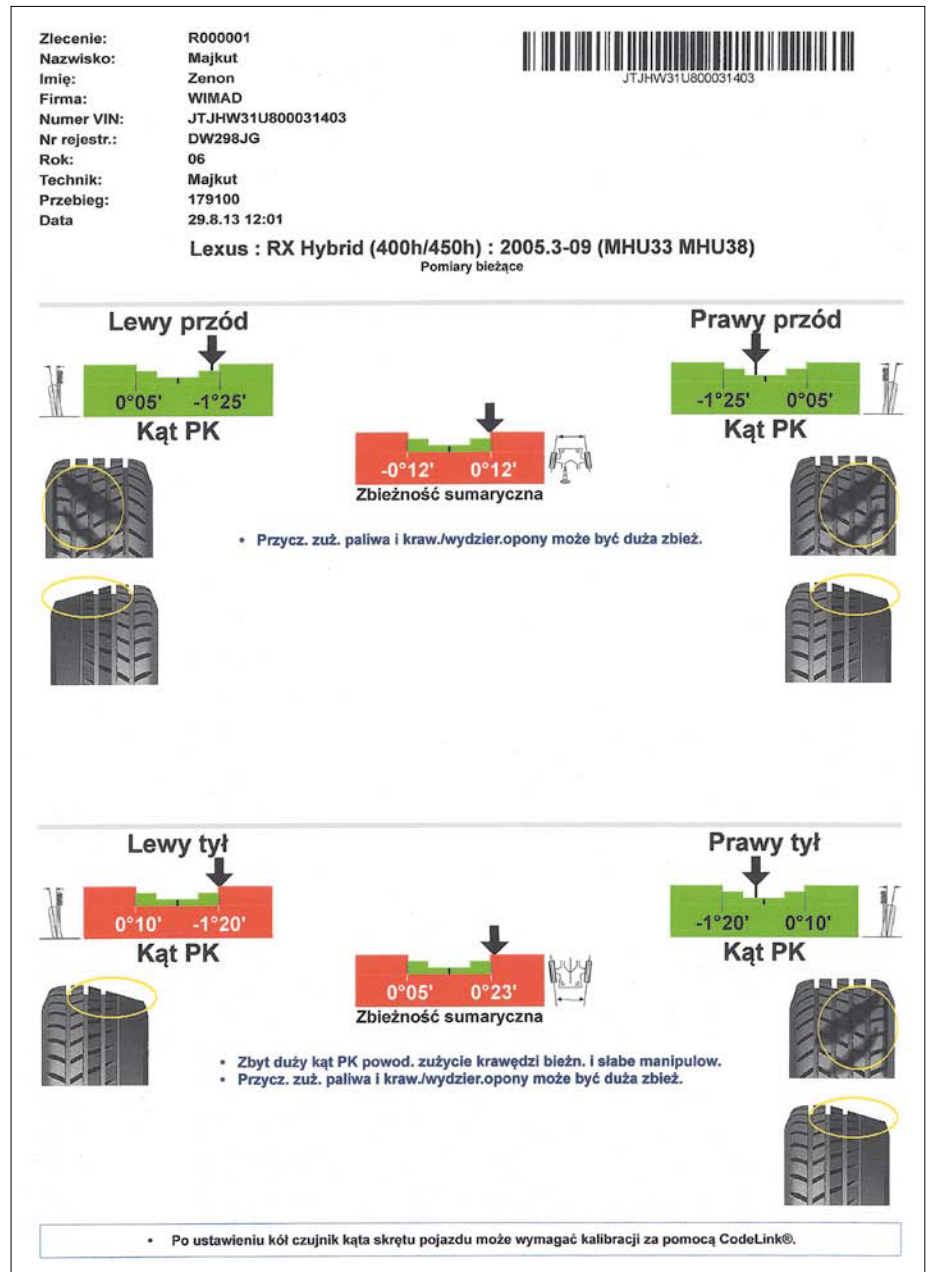 Zlecenie: R000001
Nazwisko: Majkut
Imię: Zenon
Firma: WIMAD
Numer VIN: JTJHW31U800031403
Nr rejestr.: DW298JG
Rok: 06
Technik: Majkut
Przebieg: 179100
Data 29.8.13 12:01
JTJHW31U800031403
Lexus : RX Hybrid (400h/450h) : 2005.3-09 (MHU33 MHU38)
Pomiary bieżące
Lewy przód Prawy przód
0°05' -1°25' -1°25' 0°05'
Kąt PK Kąt PK
-0°12' 0°12'
Zbieżność sumaryczna
• Przycz. zuż. paliwa i kraw./wydzier.opony może być duża zbież.
Lewy tył Prawy tył
0°10' -1°20' -1°20' 0°10'
Kąt PK Kąt PK
0°05' 0°23'
Zbieżność sumaryczna
• Zbyt duży kąt PK powod. zużycie krawędzi bieżn. i słabe manipulow.
• Przycz. zuż. paliwa i kraw./wydzier.opony może być duża zbież.
• Po ustawieniu kół czujnik kąta skrętu pojazdu może wymagać kalibracji za pomocą CodeLink®.